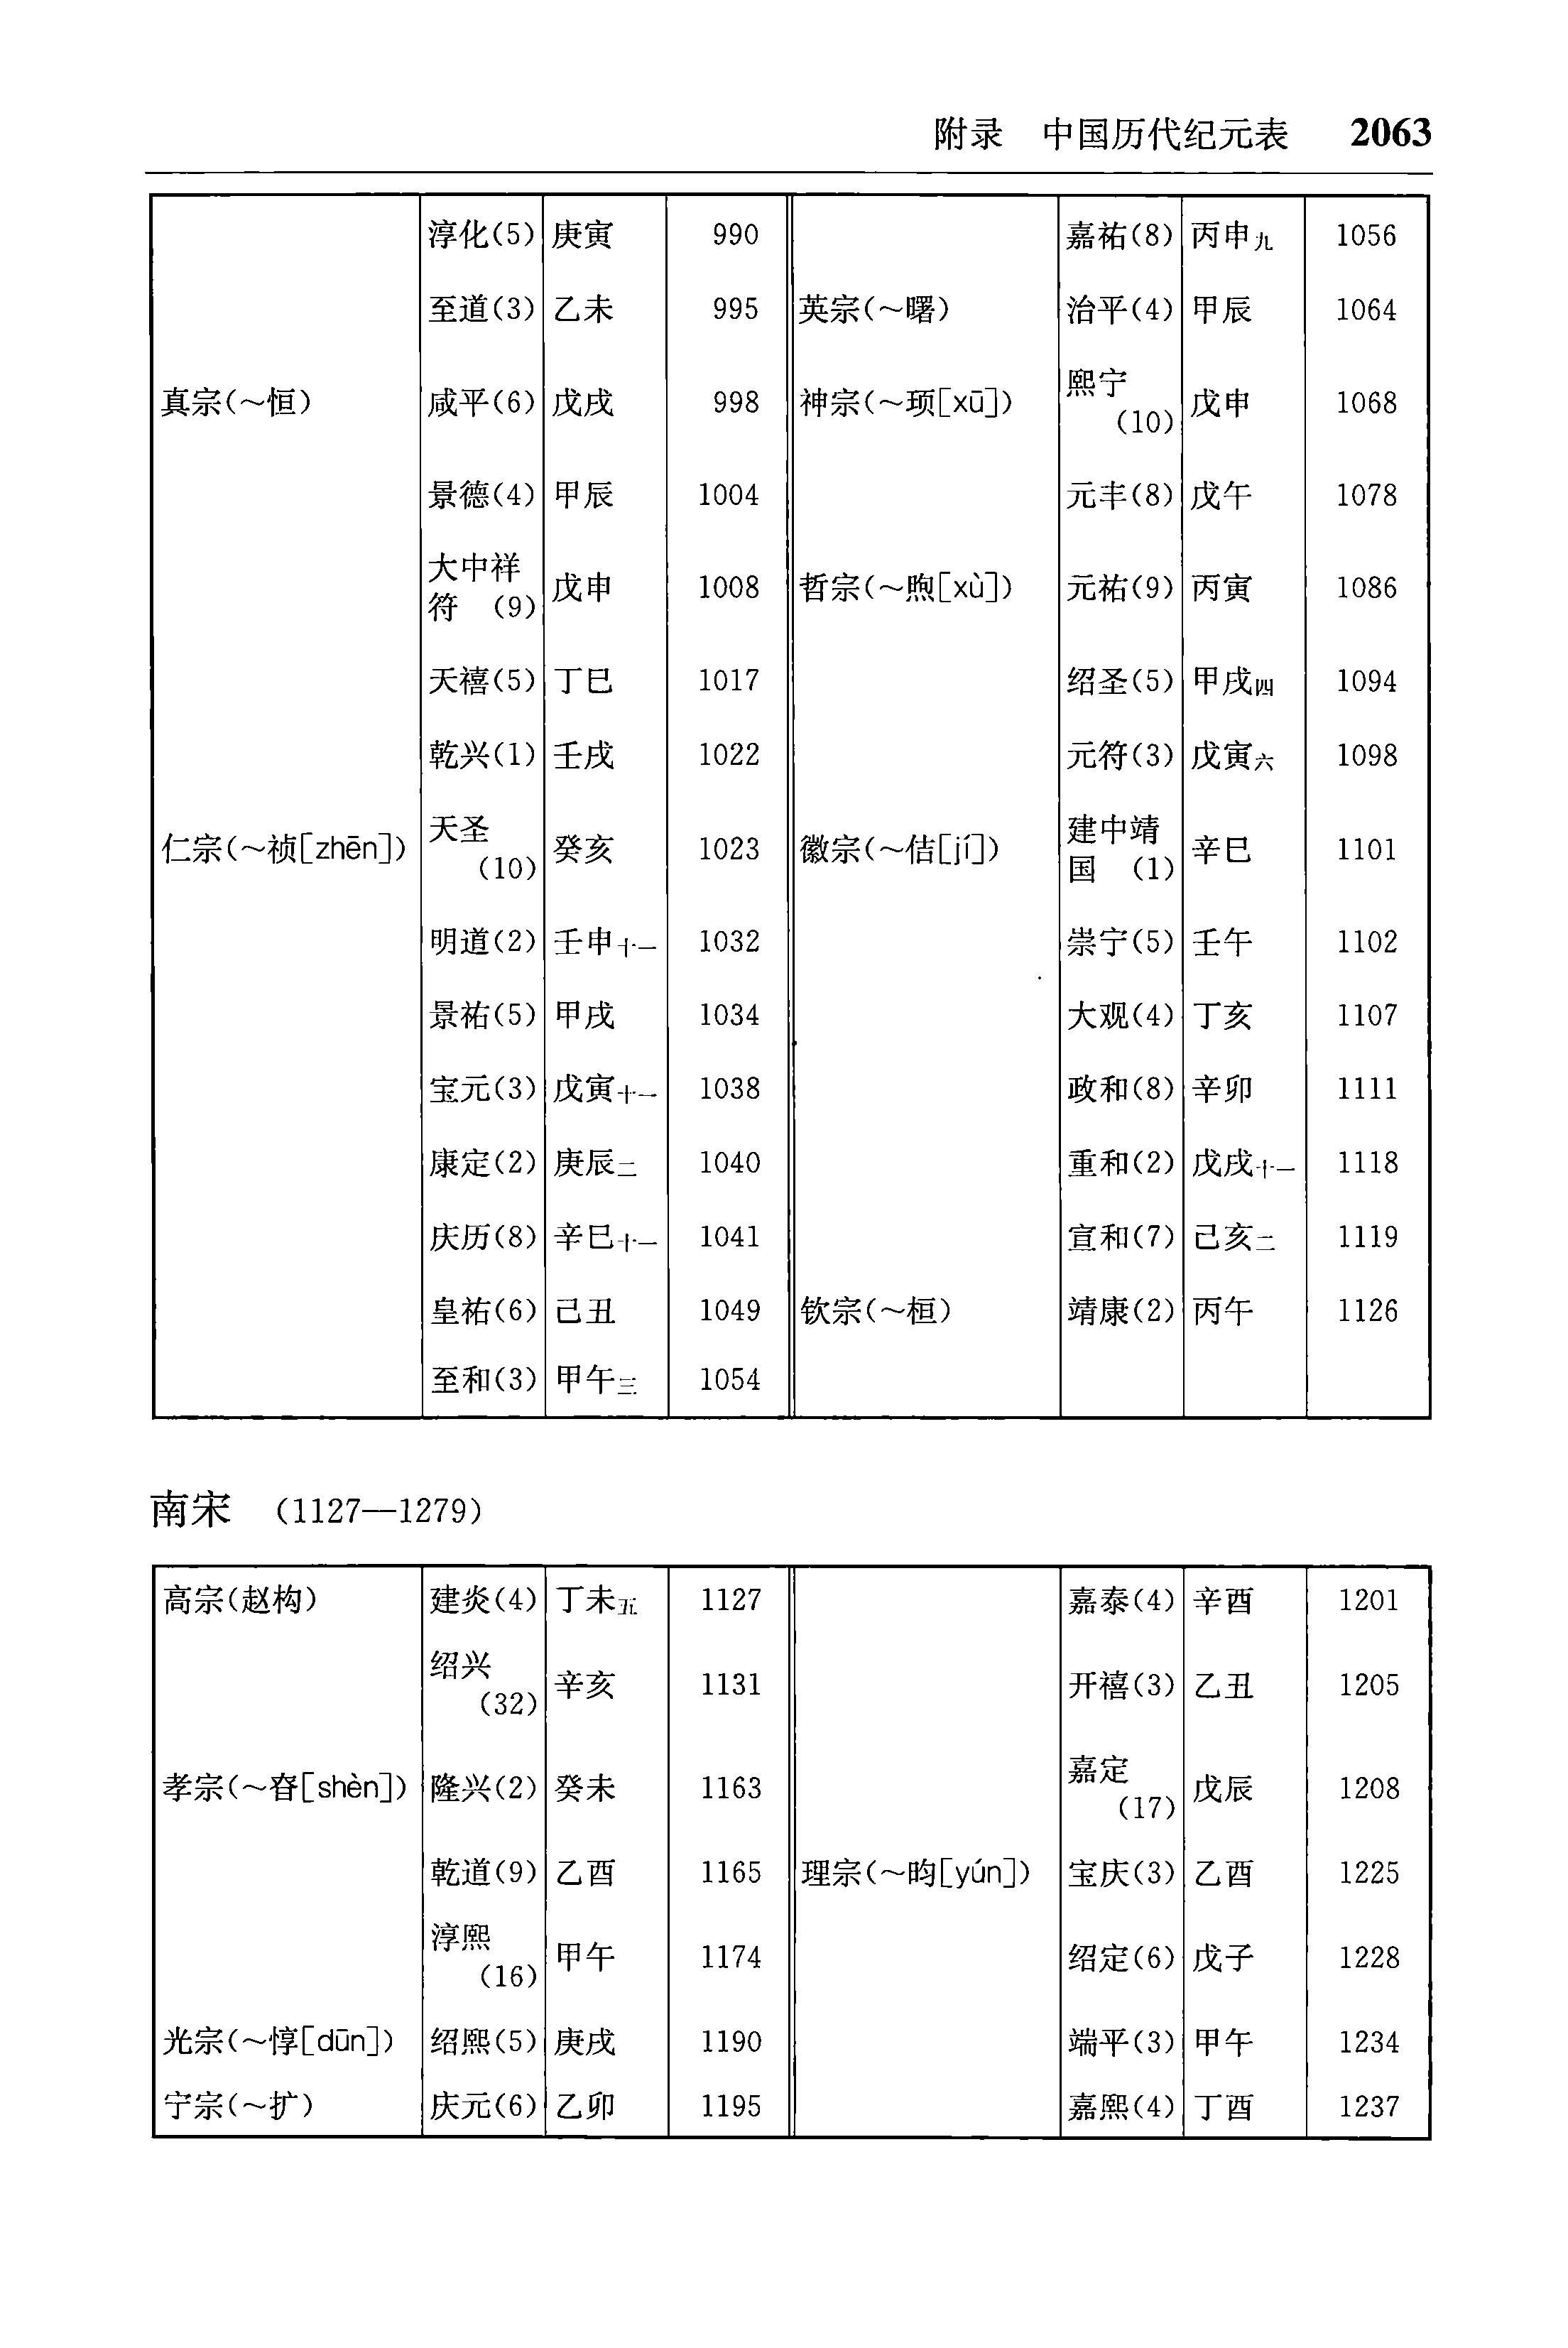 附录 中国历代纪元表 2063
淳化(5) 庚寅 990
至道(3) 乙未 995
真宗(～恒) 咸平(6) 戊戌 998
景德(4) 甲辰 1004
大中祥
符 (9) 戊申 1008
天禧(5) 丁巳 1017
乾兴(1) 壬戌 1022
仁宗(～祯[zhēn]) 天圣
(10) 癸亥 1023
明道(2) 壬申十一 1032
景祐(5) 甲戌 1034
宝元(3) 戊寅十一 1038
康定(2) 庚辰二 1040
庆历(8) 辛巳十一 1041
皇祐(6) 己丑 1049
至和(3) 甲午三 1054
嘉祐(8) 丙申九 1056
英宗(～曙) 治平(4) 甲辰 1064
神宗(～顼[xū]) 熙宁
(10) 戊申 1068
元丰(8) 戊午 1078
哲宗(～煦[xù]) 元祐(9) 丙寅 1086
绍圣(5) 甲戌四 1094
元符(3) 戊寅六 1098
徽宗(～佶[jí]) 建中靖
国 (1) 辛巳 1101
崇宁(5) 壬午 1102
大观(4) 丁亥 1107
政和(8) 辛卯 1111
重和(2) 戊戌十一 1118
宣和(7) 己亥二 1119
钦宗(～桓) 靖康(2) 丙午 1126
南宋 (1127—1279)
高宗(赵构) 建炎(4) 丁未五 1127
绍兴
(32) 辛亥 1131
孝宗(～昚[shèn]) 隆兴(2) 癸未 1163
乾道(9) 乙酉 1165
淳熙
(16) 甲午 1174
光宗(～惇[dūn]) 绍熙(5) 庚戌 1190
宁宗(～扩) 庆元(6) 乙卯 1195
嘉泰(4) 辛酉 1201
开禧(3) 乙丑 1205
嘉定
(17) 戊辰 1208
理宗(～昀[yún]) 宝庆(3) 乙酉 1225
绍定(6) 戊子 1228
端平(3) 甲午 1234
嘉熙(4) 丁酉 1237